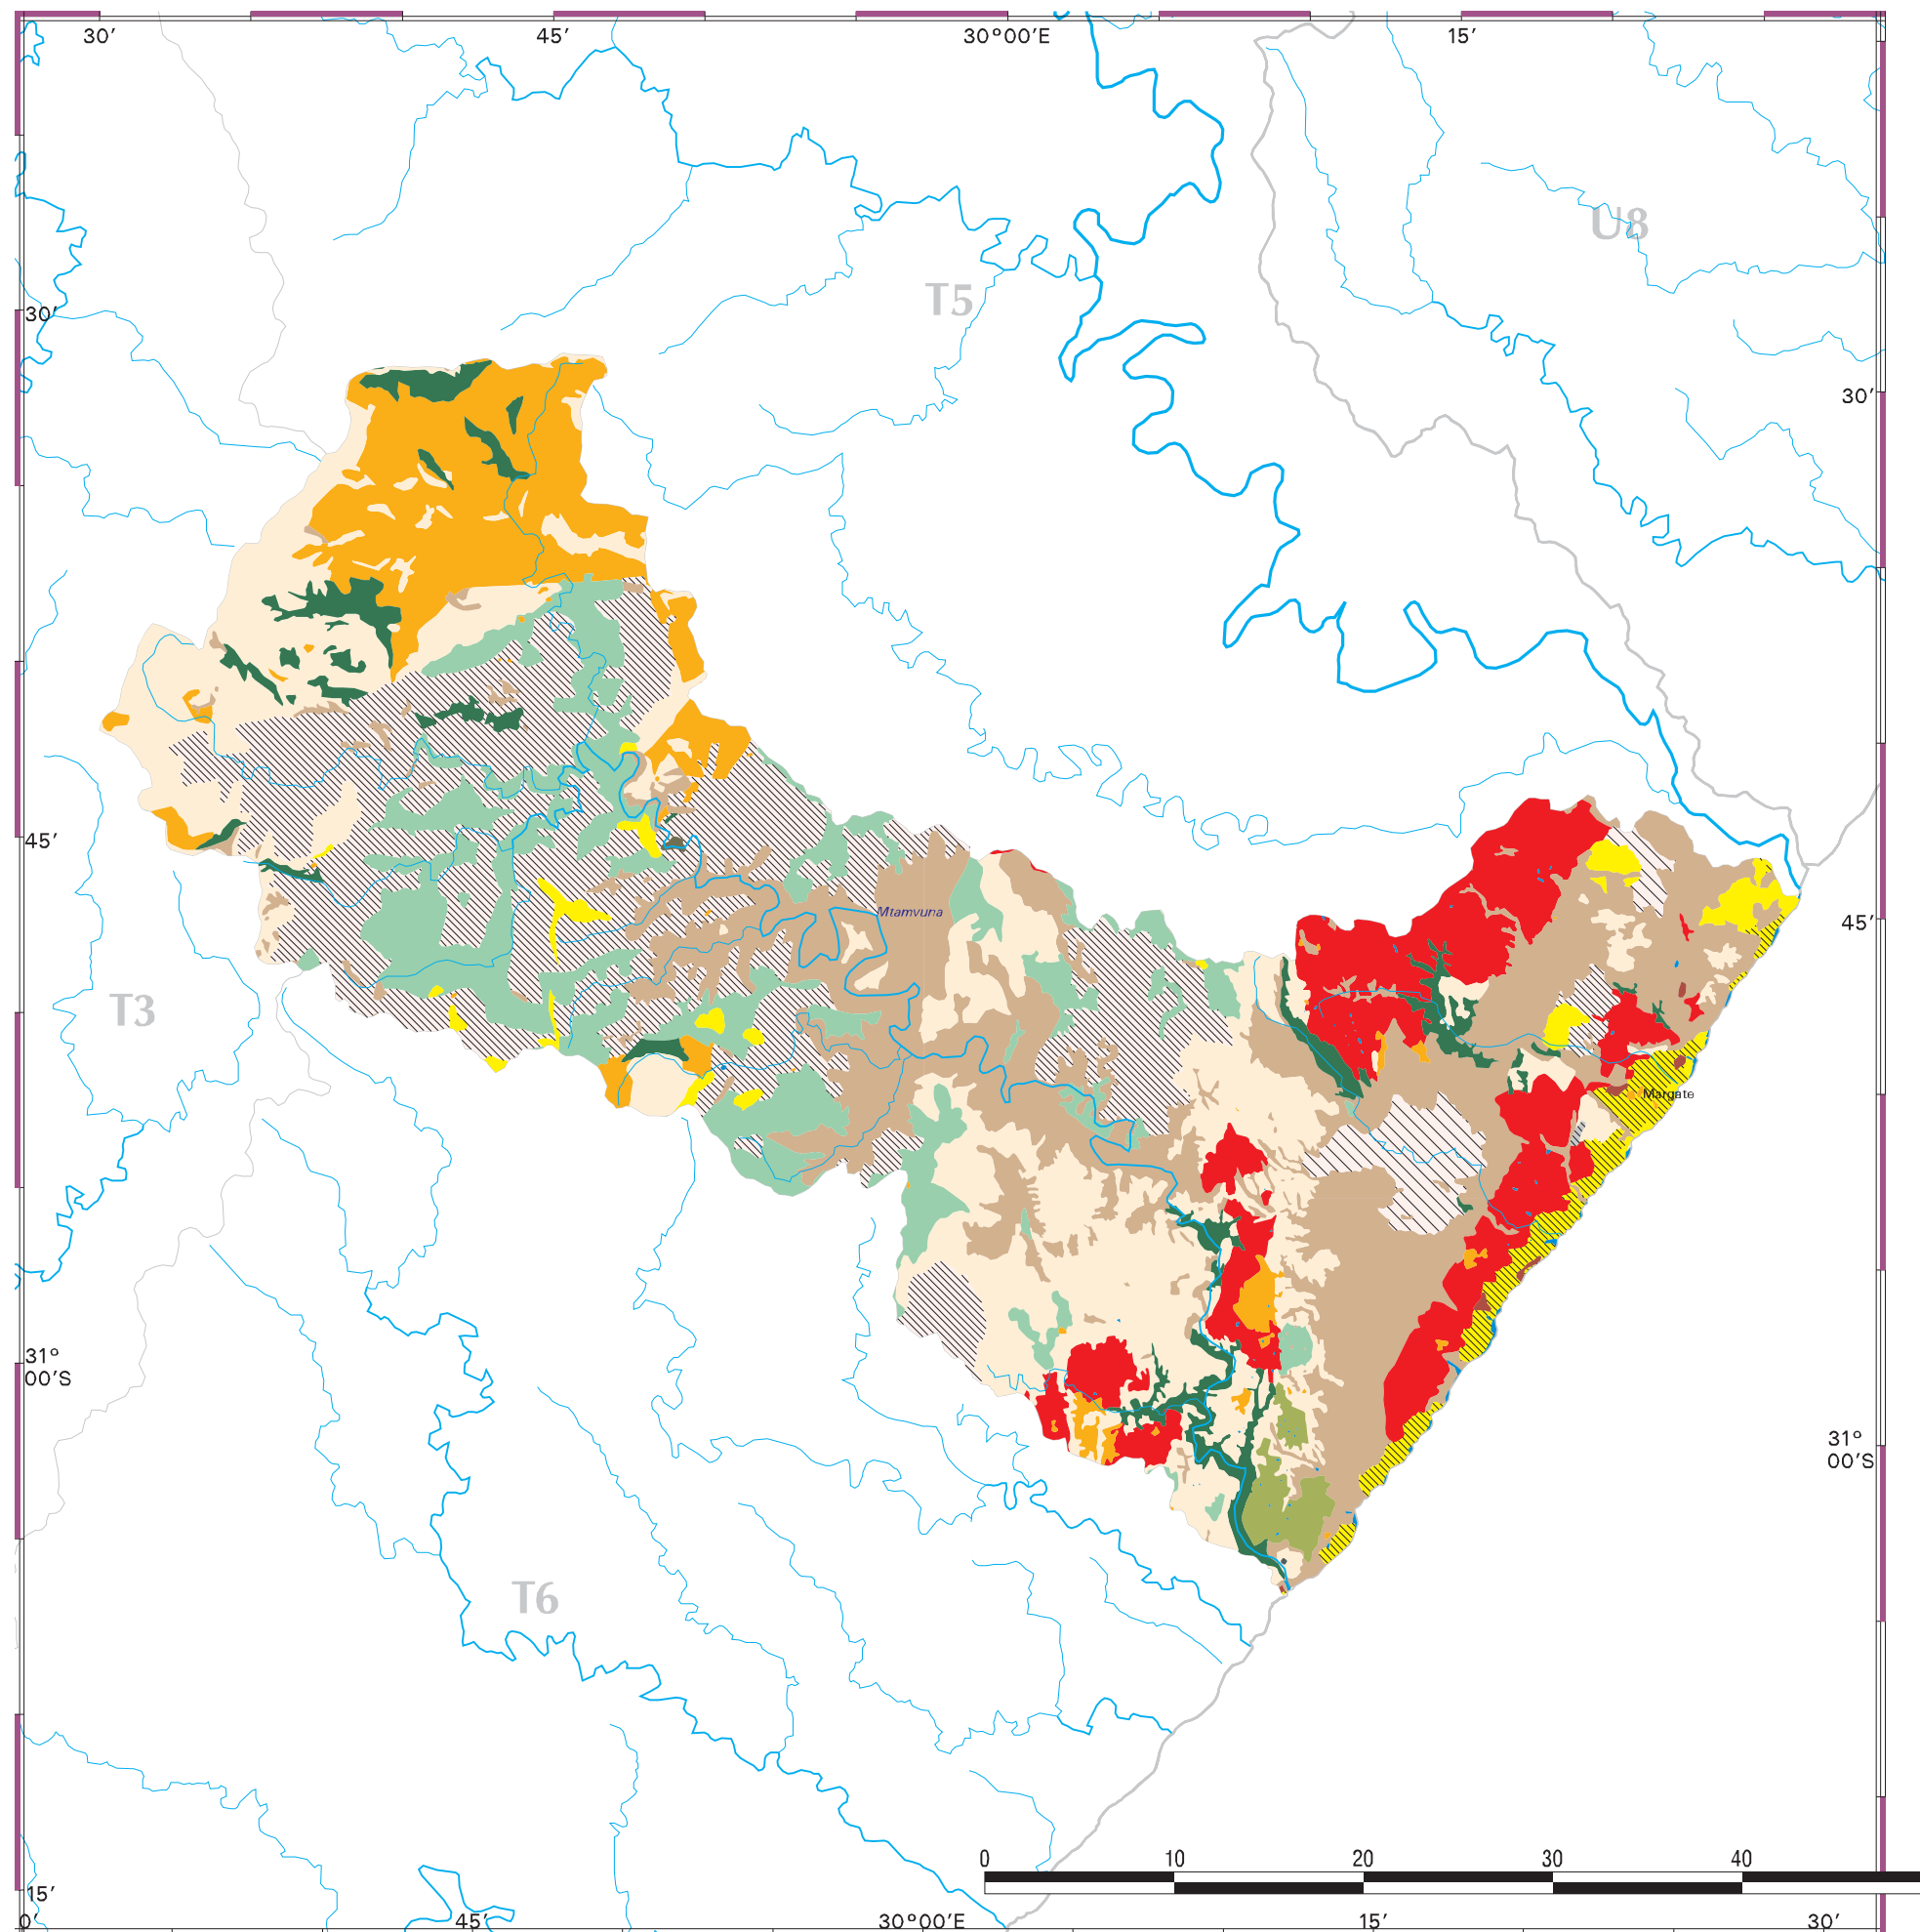 30′ 45′ 30°00′E 15′
U8
T5
30′
30′
45′
Mtamvuna
45′
T3
Margate
31°
00′S
31°
00′S
T6
0 10 20 30 40
15′
0′ 45′ 30°00′E 15′ 30′